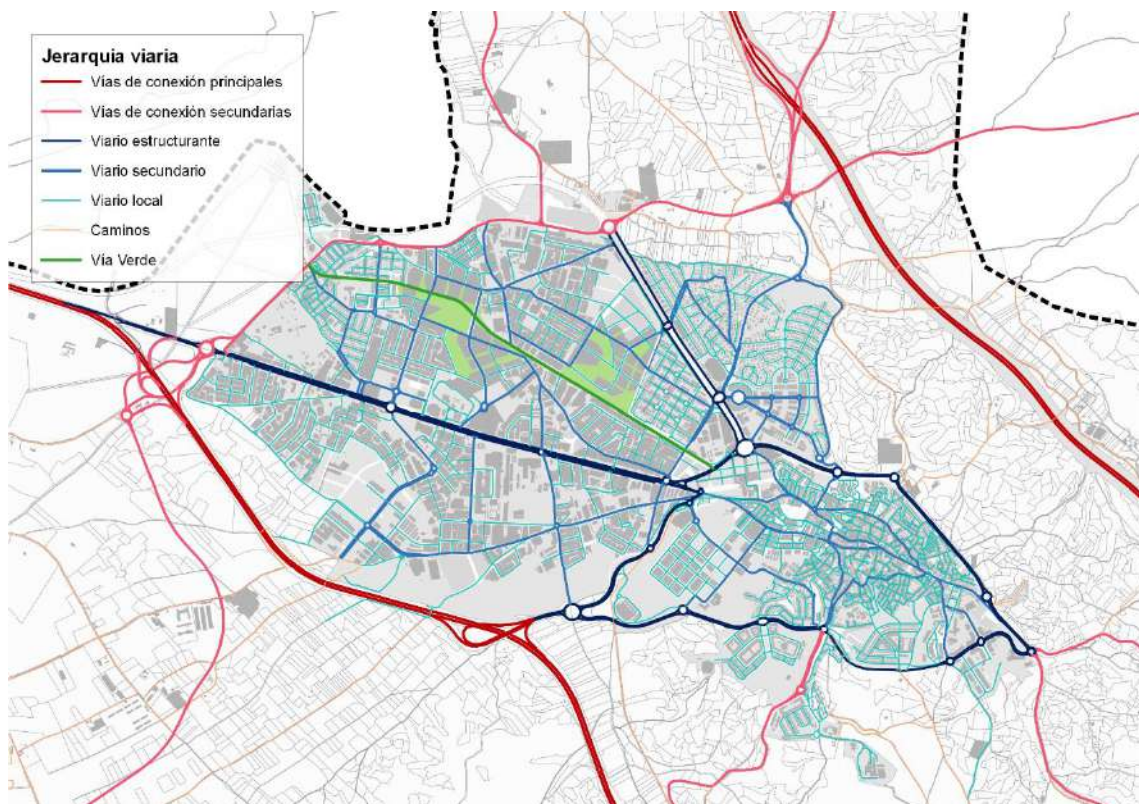 Jerarquia viaria
Vías de conexión principales
Vías de conexión secundarias
Viario estructurante
Viario secundario
Viario local
Caminos
Vía Verde